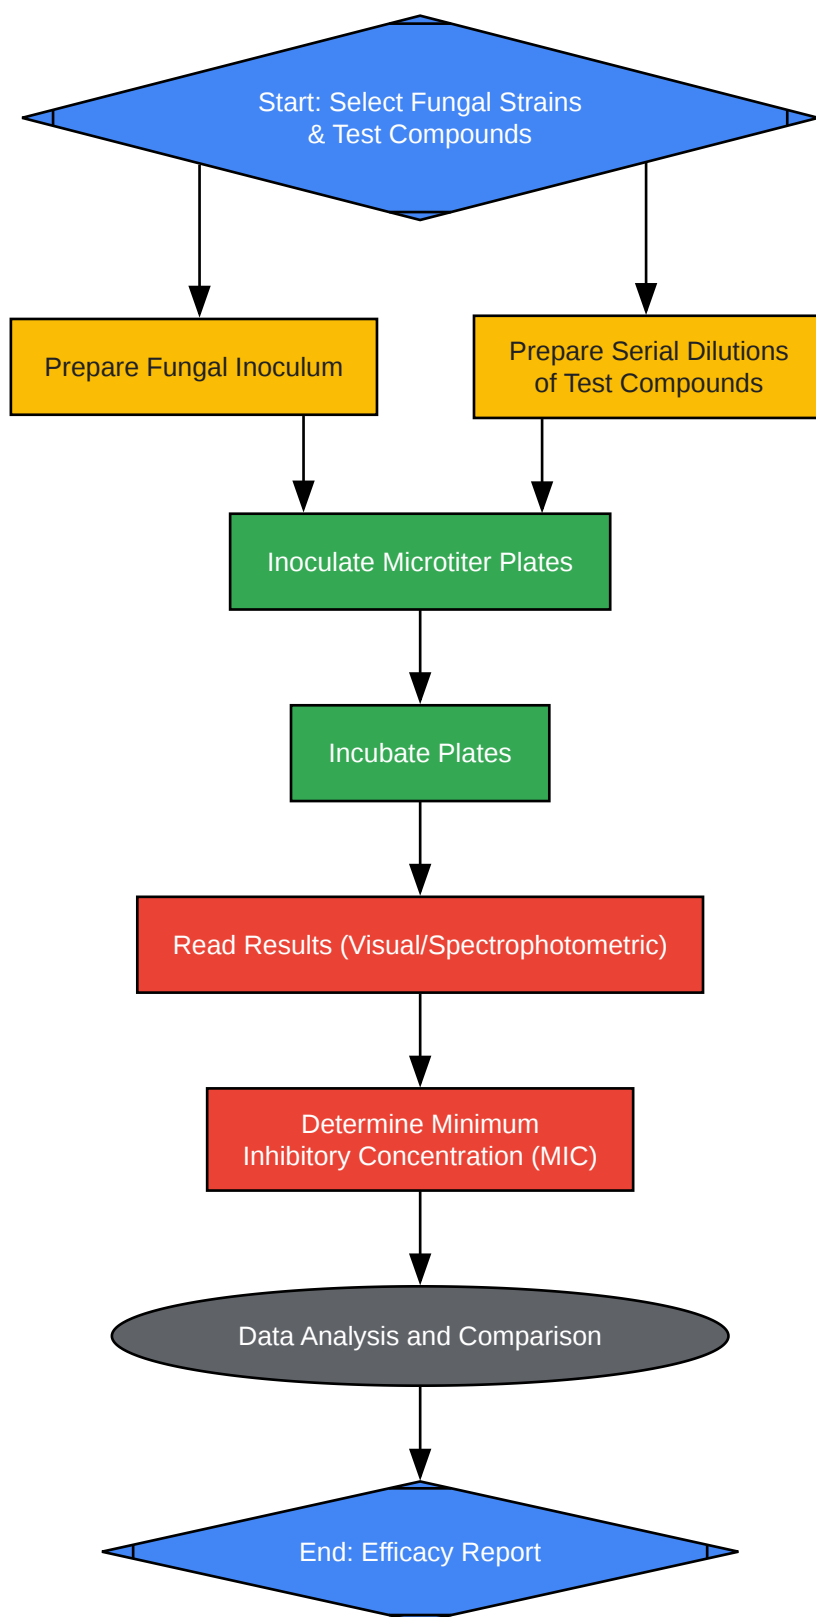 Start: Select Fungal Strains
& Test Compounds
Prepare Fungal Inoculum
Prepare Serial Dilutions
of Test Compounds
Inoculate Microtiter Plates
Incubate Plates
Read Results (Visual/Spectrophotometric)
Determine Minimum
Inhibitory Concentration (MIC)
Data Analysis and Comparison
End: Efficacy Report